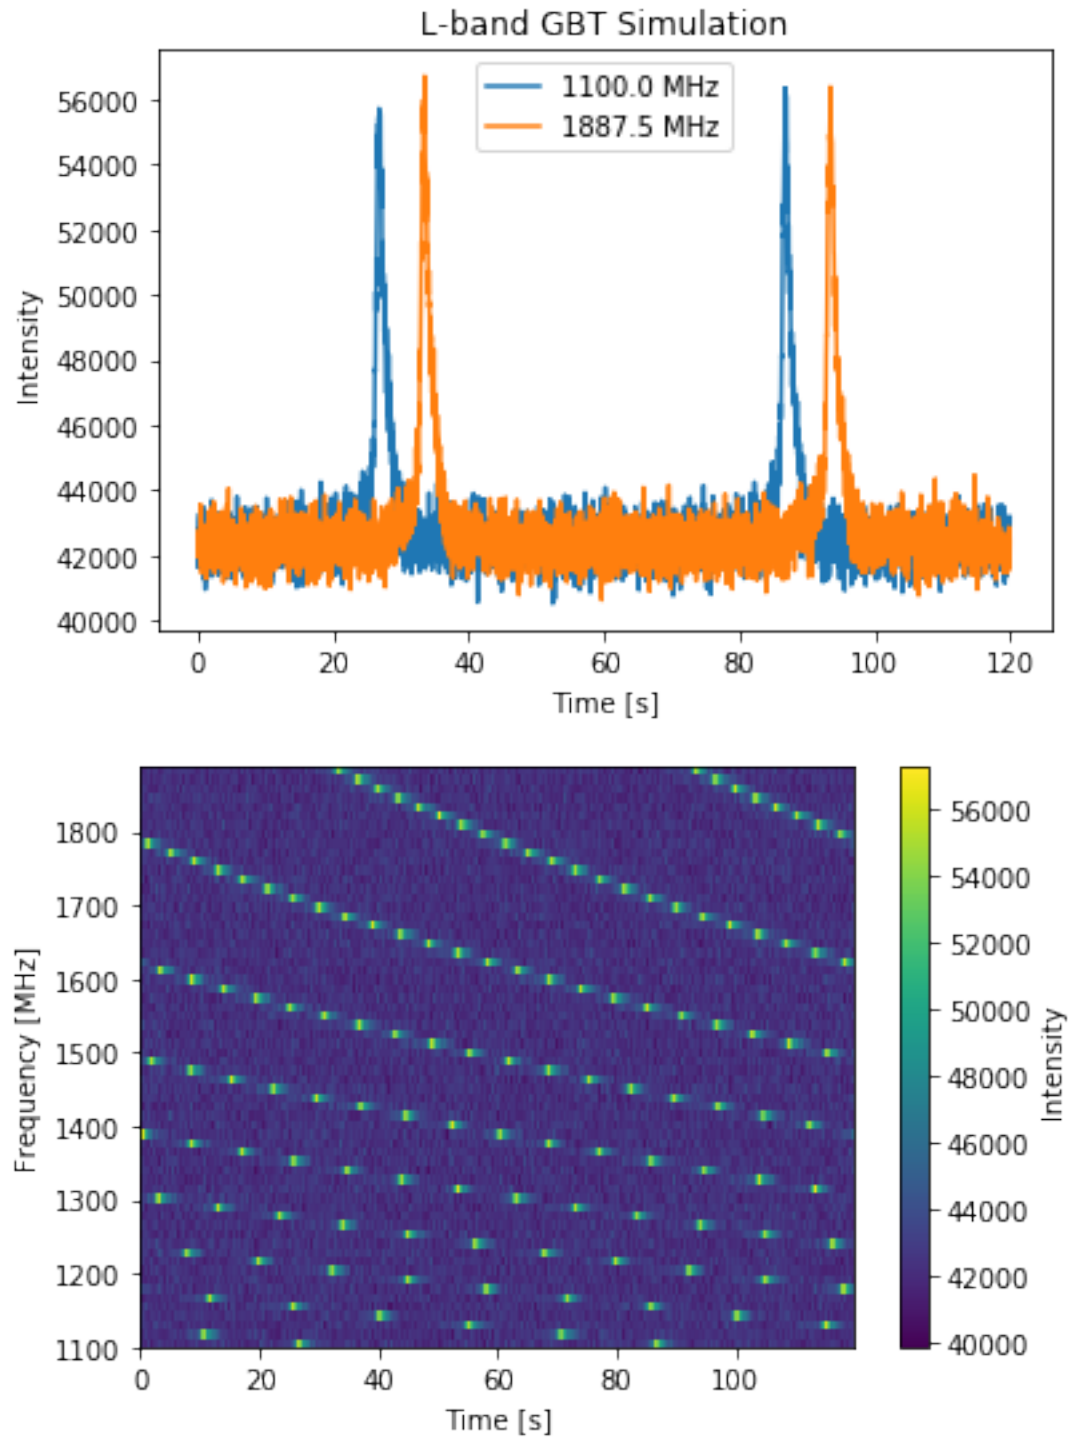 L-band GBT Simulation
1100.0 MHz
1887.5 MHz
56000
54000
52000
50000
48000
46000
44000
42000
40000
Intensity
0 20 40 60 80 100 120
Time [s]
1800
1700
1600
1500
1400
1300
1200
1100
Frequency [MHz]
0 20 40 60 80 100
Time [s]
56000
54000
52000
50000
48000
46000
44000
42000
40000
Intensity